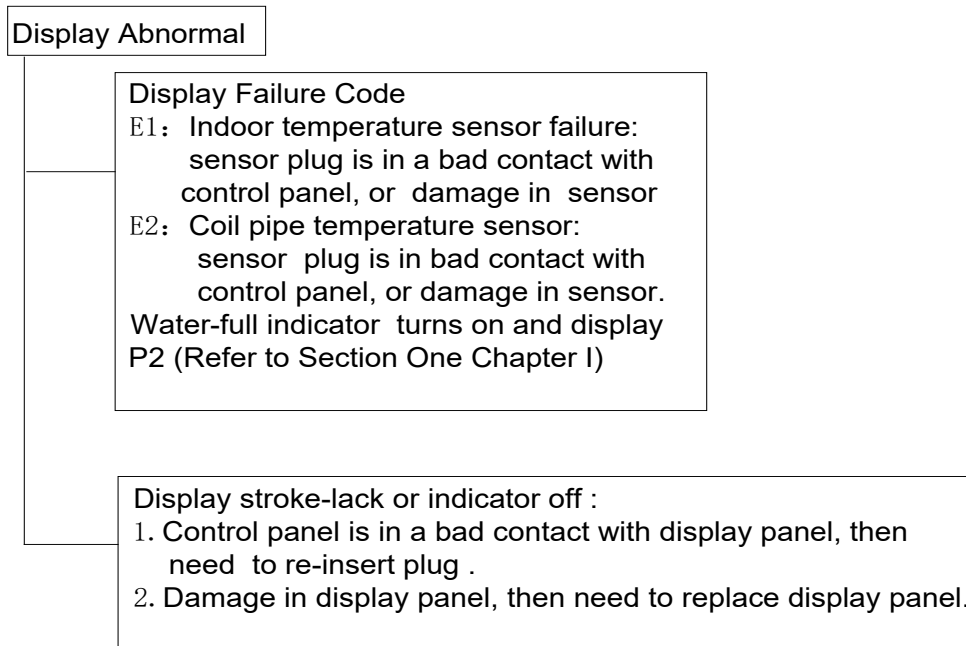 Display Abnormal
Display Failure Code
E1：Indoor temperature sensor failure:
sensor plug is in a bad contact with
control panel, or damage in sensor
E2：Coil pipe temperature sensor:
sensor plug is in bad contact with
control panel, or damage in sensor.
Water-full indicator turns on and display
P2 (Refer to Section One Chapter I)
Display stroke-lack or indicator off :
1. Control panel is in a bad contact with display panel, then
need to re-insert plug .
2. Damage in display panel, then need to replace display panel.